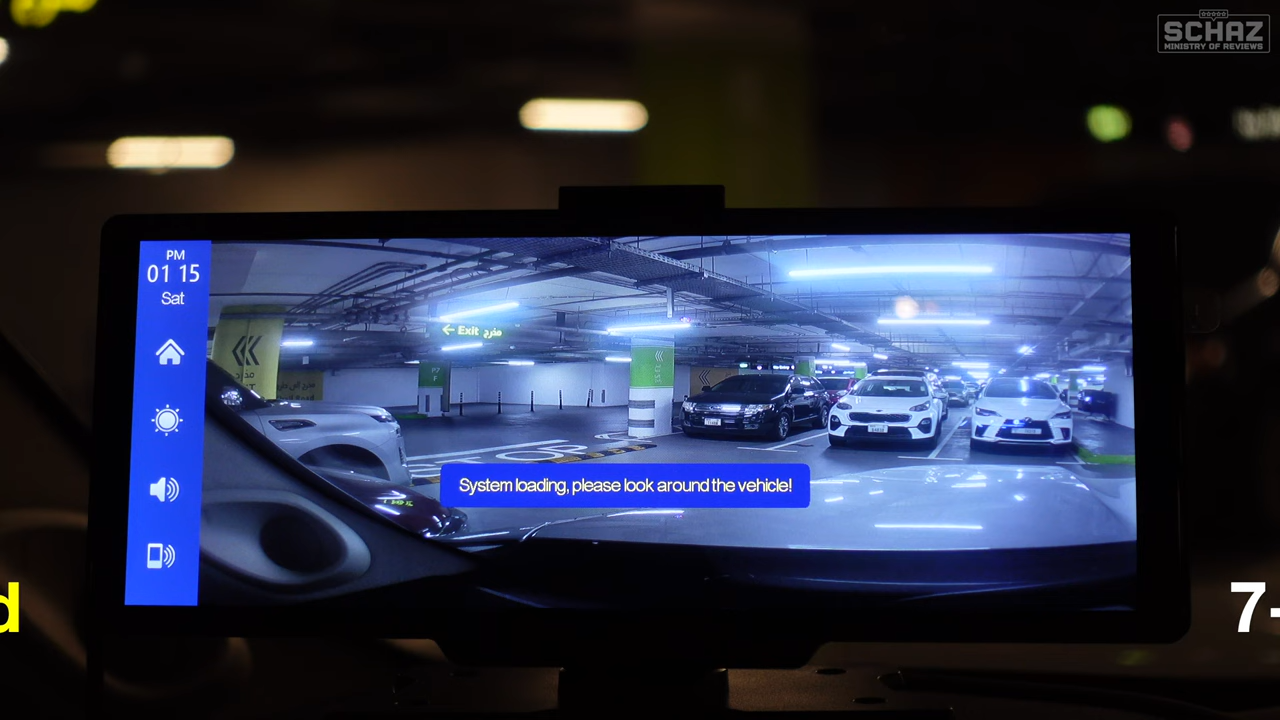 SCHAZ
MINISTRY OF REVIEWS
PM
01 15
Sat
← Exit مخرج
System loading, please look around the vehicle!
d
7-